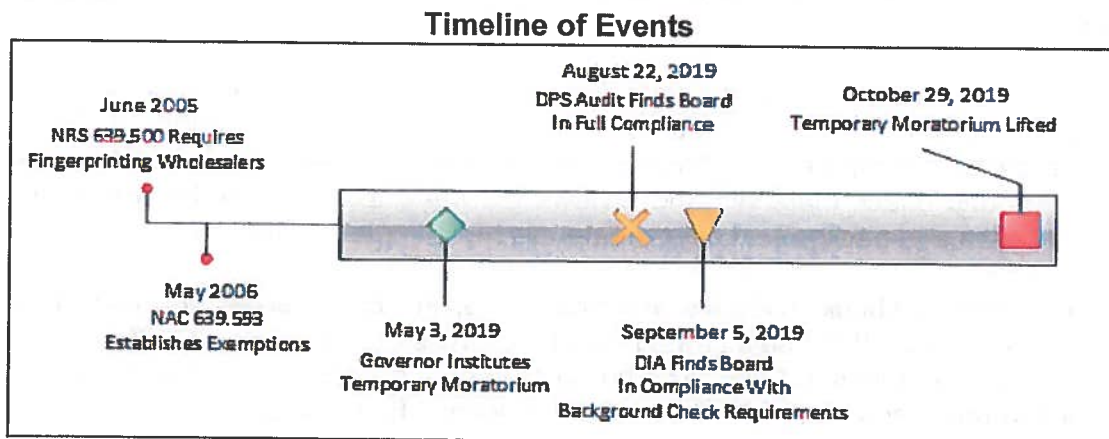 Timeline of Events
June 2005
NRS 639.500 Requires
Fingerprinting Wholesalers
May 2006
NAC 639.593
Establishes Exemptions
May 3, 2019
Governor Institutes
Temporary Moratorium
August 22, 2019
DPS Audit Finds Board
In Full Compliance
September 5, 2019
DIA Finds Board
In Compliance With
Background Check Requirements
October 29, 2019
Temporary Moratorium Lifted